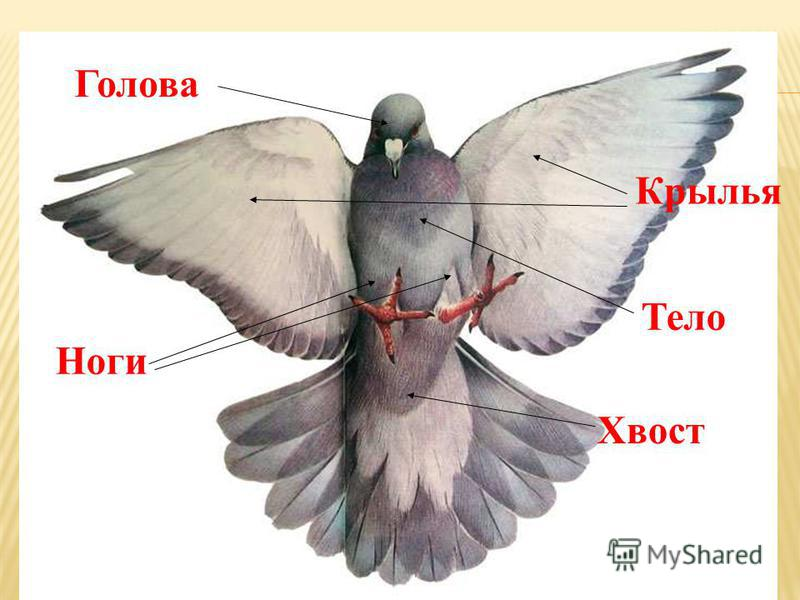 Голова
Крылья
Тело
Ноги
Хвост
MyShared